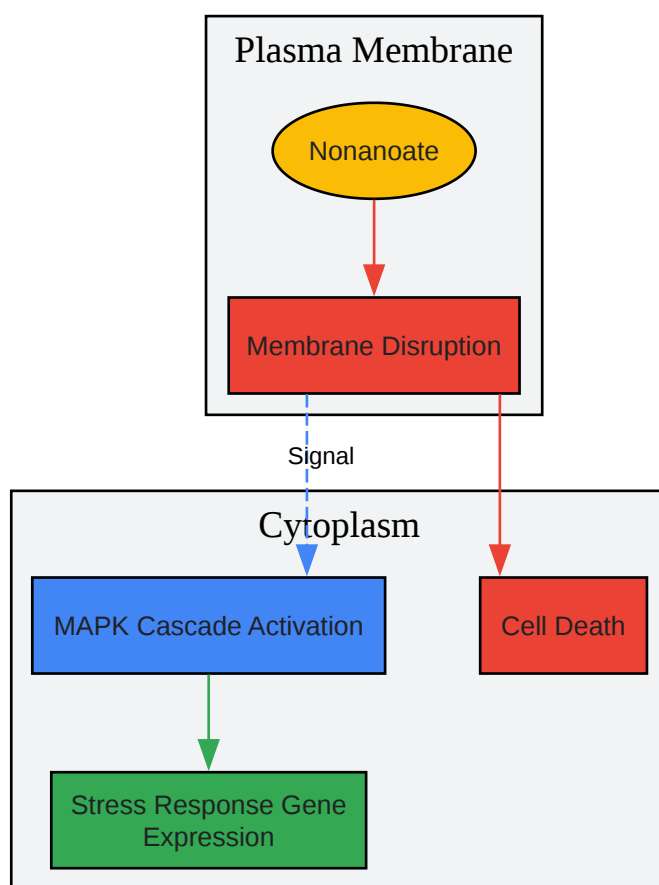 Plasma Membrane
Nonanoate
Membrane Disruption
Signal
Cytoplasm
MAPK Cascade Activation
Cell Death
Stress Response Gene
Expression